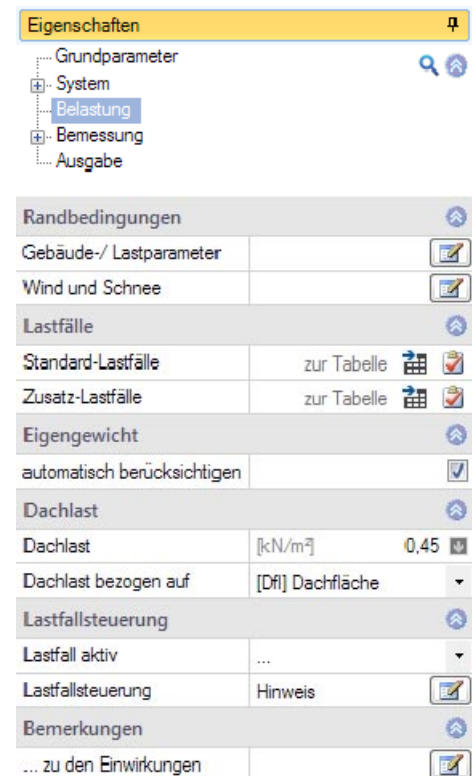 Eigenschaften
Grundparameter
System
Belastung
Bemessung
Ausgabe
Randbedingungen
Gebäude-/ Lastparameter
Wind und Schnee
Lastfälle
Standard-Lastfälle zur Tabelle
Zusatz-Lastfälle zur Tabelle
Eigengewicht
automatisch berücksichtigen
Dachlast
Dachlast [kN/m²] 0,45
Dachlast bezogen auf [Dfl] Dachfläche
Lastfallsteuerung
Lastfall aktiv ...
Lastfallsteuerung Hinweis
Bemerkungen
... zu den Einwirkungen